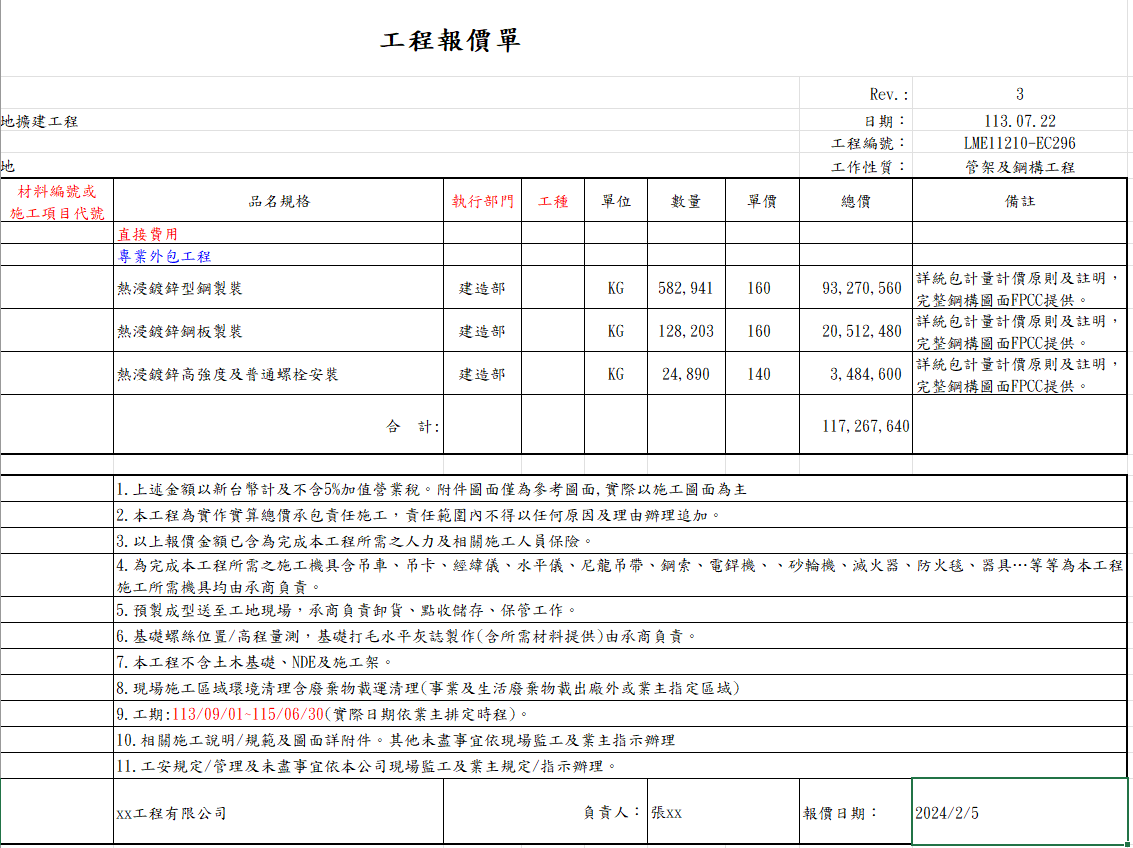 工程報價單
Rev.: 3
地擴建工程 日期： 113.07.22
工程編號： LME11210-EC296
地 工作性質： 管架及鋼構工程
材料編號或
施工項目代號 品名規格 執行部門 工種 單位 數量 單價 總價 備註
直接費用
專業外包工程
熱浸鍍鋅型鋼製裝 建造部 KG 582,941 160 93,270,560 詳統包計量計價原則及註明，
完整鋼構圖面FPCC提供。
熱浸鍍鋅鋼板製裝 建造部 KG 128,203 160 20,512,480 詳統包計量計價原則及註明，
完整鋼構圖面FPCC提供。
熱浸鍍鋅高強度及普通螺栓安裝 建造部 KG 24,890 140 3,484,600 詳統包計量計價原則及註明，
完整鋼構圖面FPCC提供。
合　計: 117,267,640
1.上述金額以新台幣計及不含5%加值營業稅。附件圖面僅為參考圖面,實際以施工圖面為主
2.本工程為實作實算總價承包責任施工，責任範圍內不得以任何原因及理由辦理追加。
3.以上報價金額已含為完成本工程所需之人力及相關施工人員保險。
4.為完成本工程所需之施工機具含吊車、吊卡、經緯儀、水平儀、尼龍吊帶、鋼索、電銲機、、砂輪機、滅火器、防火毯、器具…等等為本工程
施工所需機具均由承商負責。
5.預製成型送至工地現場，承商負責卸貨、點收儲存、保管工作。
6.基礎螺絲位置/高程量測，基礎打毛水平灰誌製作(含所需材料提供)由承商負責。
7.本工程不含土木基礎、NDE及施工架。
8.現場施工區域環境清理含廢棄物載運清理(事業及生活廢棄物載出廠外或業主指定區域)
9.工期:113/09/01~115/06/30(實際日期依業主排定時程)。
10.相關施工說明/規範及圖面詳附件。其他未盡事宜依現場監工及業主指示辦理
11.工安規定/管理及未盡事宜依本公司現場監工及業主規定/指示辦理。
xx工程有限公司 負責人： 張xx 報價日期： 2024/2/5